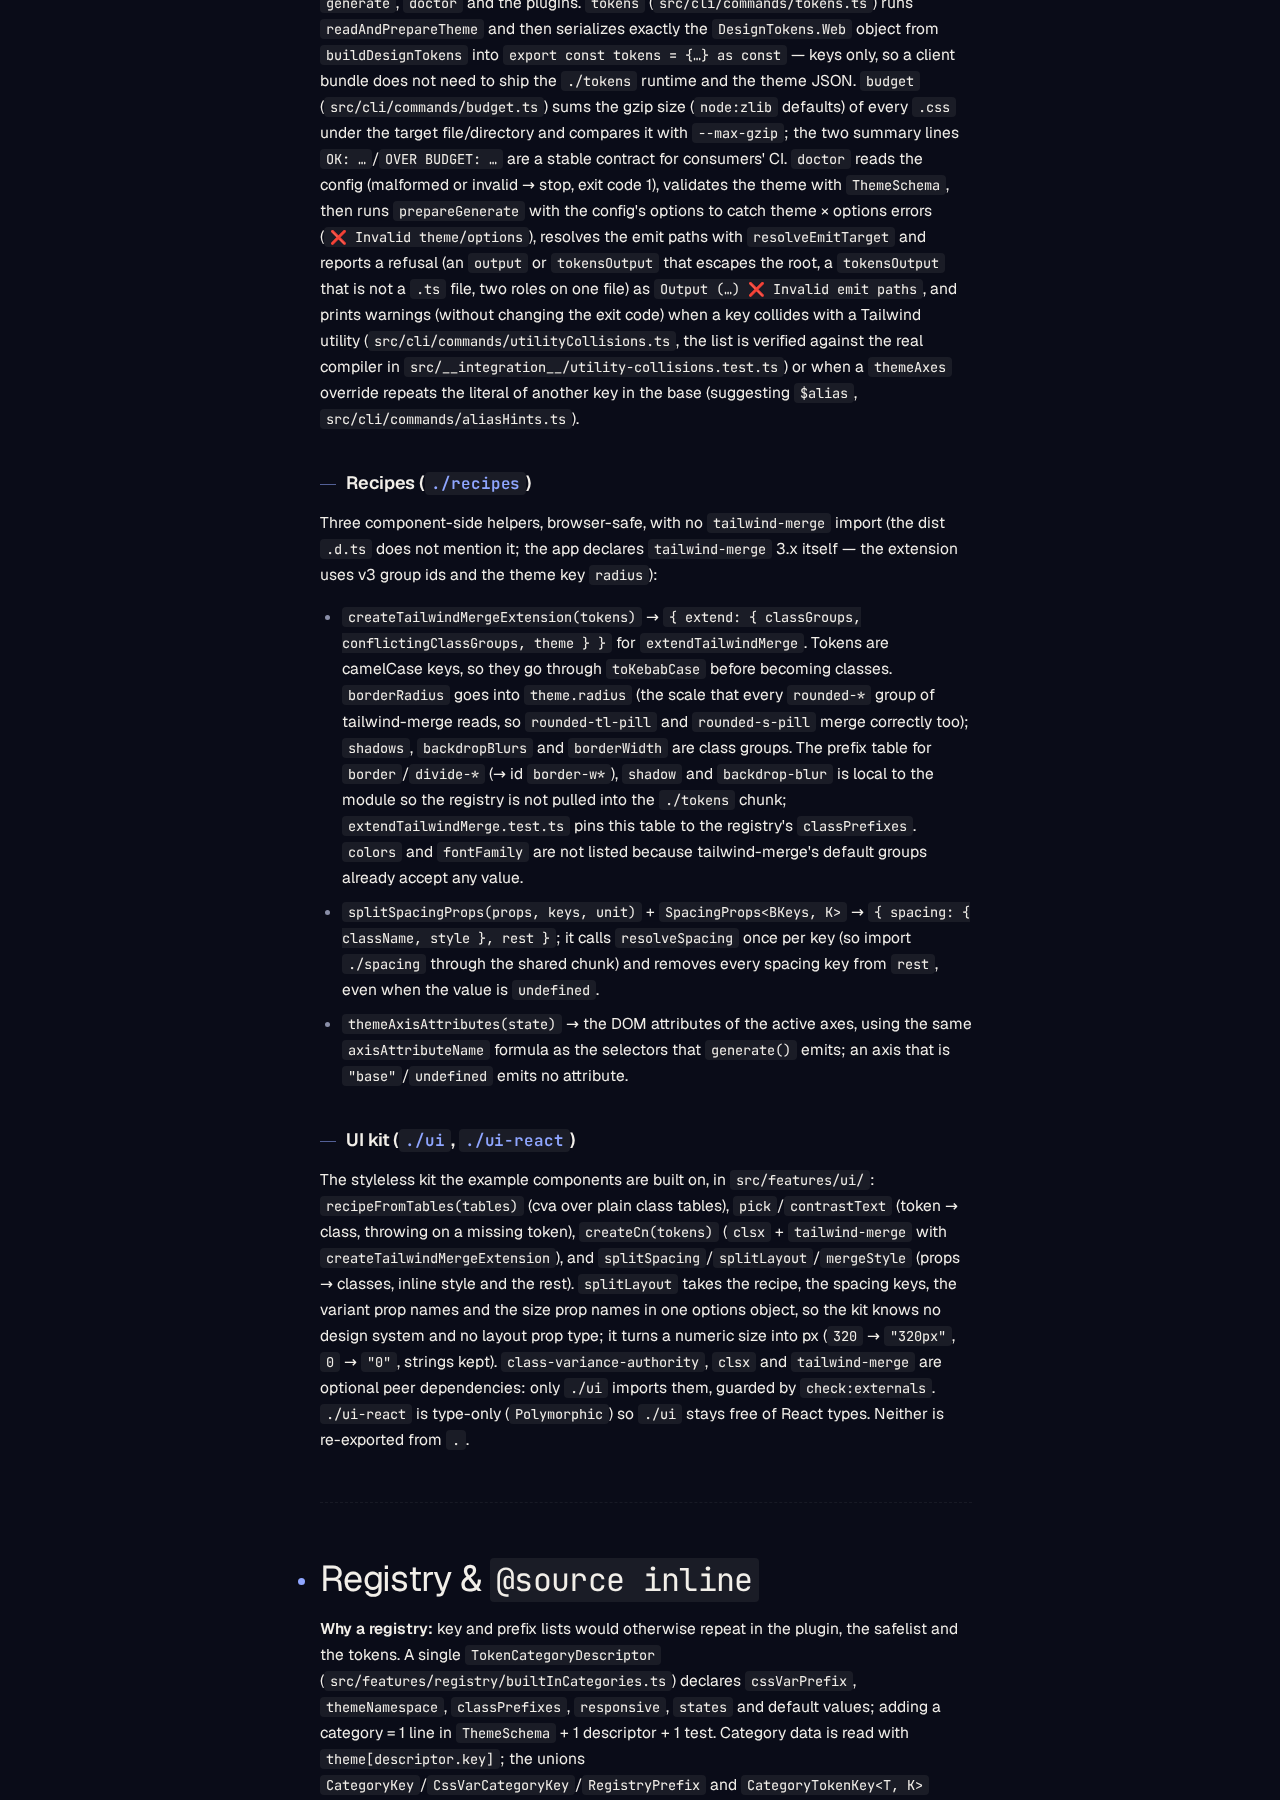 generate, doctor and the plugins. tokens (src/cli/commands/tokens.ts) runs
readAndPrepareTheme and then serializes exactly the DesignTokens.Web object from
buildDesignTokens into export const tokens = {…} as const — keys only, so a client
bundle does not need to ship the ./tokens runtime and the theme JSON. budget
(src/cli/commands/budget.ts) sums the gzip size (node:zlib defaults) of every .css
under the target file/directory and compares it with --max-gzip; the two summary lines
OK: …/OVER BUDGET: … are a stable contract for consumers' CI. doctor reads the
config (malformed or invalid → stop, exit code 1), validates the theme with ThemeSchema,
then runs prepareGenerate with the config's options to catch theme × options errors
(❌ Invalid theme/options), resolves the emit paths with resolveEmitTarget and
reports a refusal (an output or tokensOutput that escapes the root, a tokensOutput
that is not a .ts file, two roles on one file) as Output (…) ❌ Invalid emit paths, and
prints warnings (without changing the exit code) when a key collides with a Tailwind
utility (src/cli/commands/utilityCollisions.ts, the list is verified against the real
compiler in src/__integration__/utility-collisions.test.ts) or when a themeAxes
override repeats the literal of another key in the base (suggesting $alias,
src/cli/commands/aliasHints.ts).
— Recipes (./recipes)
Three component-side helpers, browser-safe, with no tailwind-merge import (the dist
.d.ts does not mention it; the app declares tailwind-merge 3.x itself — the extension
uses v3 group ids and the theme key radius):
• createTailwindMergeExtension(tokens) → { extend: { classGroups,
conflictingClassGroups, theme } } for extendTailwindMerge. Tokens are
camelCase keys, so they go through toKebabCase before becoming classes.
borderRadius goes into theme.radius (the scale that every rounded-* group of
tailwind-merge reads, so rounded-tl-pill and rounded-s-pill merge correctly too);
shadows, backdropBlurs and borderWidth are class groups. The prefix table for
border/divide-* (→ id border-w*), shadow and backdrop-blur is local to the
module so the registry is not pulled into the ./tokens chunk;
extendTailwindMerge.test.ts pins this table to the registry's classPrefixes.
colors and fontFamily are not listed because tailwind-merge's default groups
already accept any value.
• splitSpacingProps(props, keys, unit) + SpacingProps<BKeys, K> → { spacing: {
className, style }, rest }; it calls resolveSpacing once per key (so import
./spacing through the shared chunk) and removes every spacing key from rest,
even when the value is undefined.
• themeAxisAttributes(state) → the DOM attributes of the active axes, using the same
axisAttributeName formula as the selectors that generate() emits; an axis that is
"base"/undefined emits no attribute.
— UI kit (./ui, ./ui-react)
The styleless kit the example components are built on, in src/features/ui/:
recipeFromTables(tables) (cva over plain class tables), pick/contrastText (token →
class, throwing on a missing token), createCn(tokens) (clsx + tailwind-merge with
createTailwindMergeExtension), and splitSpacing/splitLayout/mergeStyle (props
→ classes, inline style and the rest). splitLayout takes the recipe, the spacing keys, the
variant prop names and the size prop names in one options object, so the kit knows no
design system and no layout prop type; it turns a numeric size into px (320 → "320px",
0 → "0", strings kept). class-variance-authority, clsx and tailwind-merge are
optional peer dependencies: only ./ui imports them, guarded by check:externals.
./ui-react is type-only (Polymorphic) so ./ui stays free of React types. Neither is
re-exported from ..
• Registry & @source inline
Why a registry: key and prefix lists would otherwise repeat in the plugin, the safelist and
the tokens. A single TokenCategoryDescriptor
(src/features/registry/builtInCategories.ts) declares cssVarPrefix,
themeNamespace, classPrefixes, responsive, states and default values; adding a
category = 1 line in ThemeSchema + 1 descriptor + 1 test. Category data is read with
theme[descriptor.key]; the unions
CategoryKey/CssVarCategoryKey/RegistryPrefix and CategoryTokenKey<T, K>